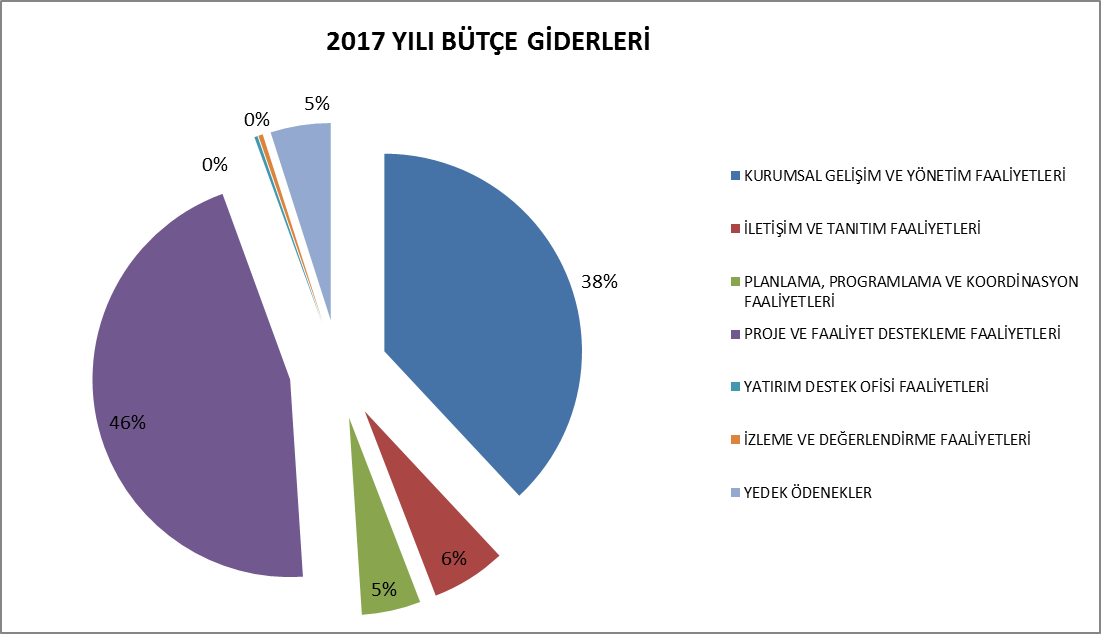 2017 YILI BÜTÇE GİDERLERİ
5%
0%
0%
38%
46%
6%
5%
KURUMSAL GELİŞİM VE YÖNETİM FAALİYETLERİ
İLETİŞİM VE TANITIM FAALİYETLERİ
PLANLAMA, PROGRAMLAMA VE KOORDİNASYON
FAALİYETLERİ
PROJE VE FAALİYET DESTEKLEME FAALİYETLERİ
YATIRIM DESTEK OFİSİ FAALİYETLERİ
İZLEME VE DEĞERLENDİRME FAALİYETLERİ
YEDEK ÖDENEKLER